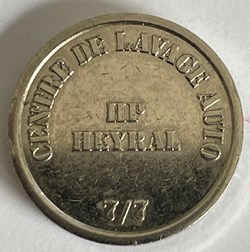 CENTRE DE LAVAGE AUTO
HP
HEYRAL
7/7